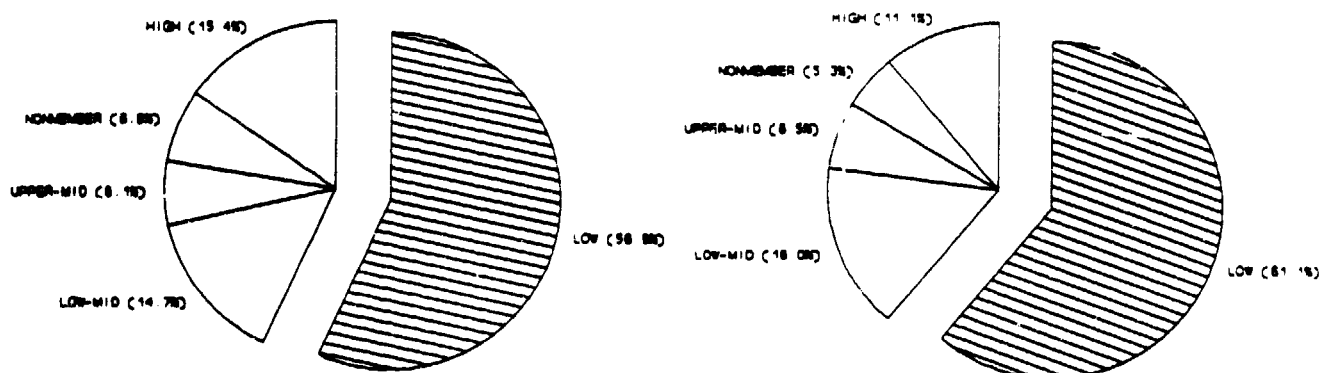 HIGH (15.4%)
NONMEMBER (6.9%)
UPPER-MID (6.1%)
LOW-MID (14.7%)
LOW (56.9%)
HIGH (11.1%)
NONMEMBER (5.3%)
UPPER-MID (6.5%)
LOW-MID (16.0%)
LOW (61.1%)